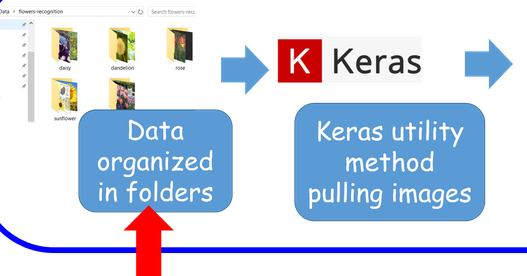 Data > flowers-recognition
Search flowers-reco
daisy
dandelion
rose
sunflower
K Keras
Data
organized
in folders
Keras utility
method
pulling images